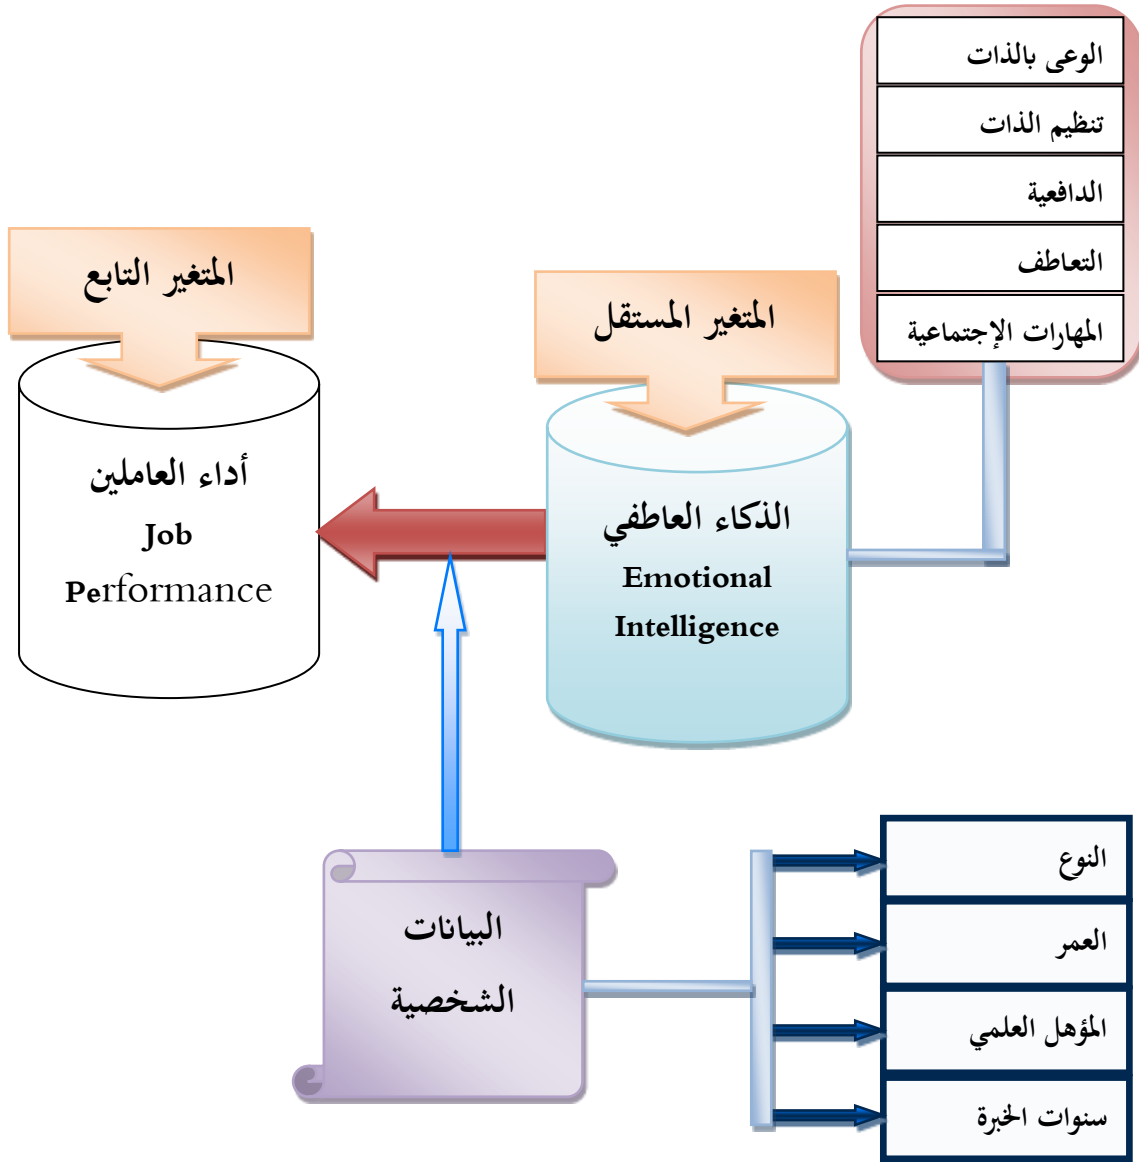 الوعى بالذات
تنظيم الذات
الدافعية
التعاطف
المهارات الإجتماعية
المتغير المستقل
الذكاء العاطفي
Emotional
Intelligence
المتغير التابع
أداء العاملين
Job
Performance
البيانات
الشخصية
النوع
العمر
المؤهل العلمي
سنوات الخبرة